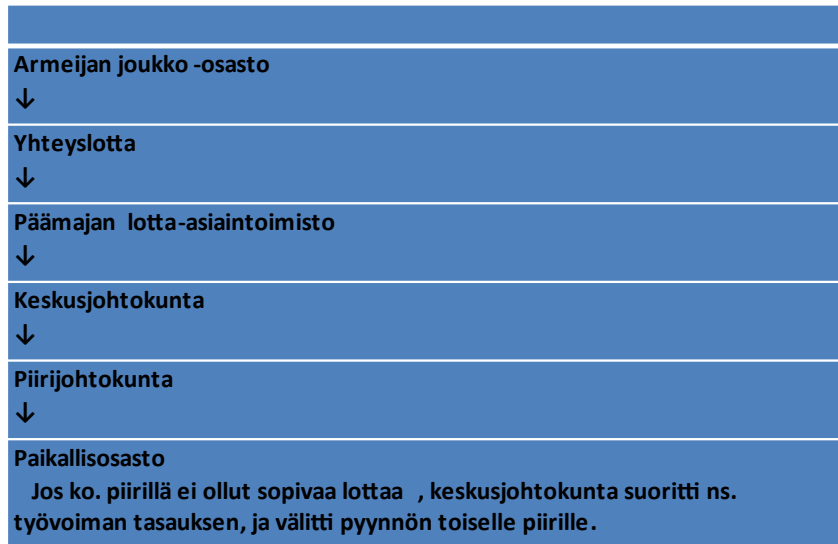 Armeijan joukko -osasto
↓
Yhteyslotta
↓
Päämajan lotta-asiaintoimisto
↓
Keskusjohtokunta
↓
Piirijohtokunta
↓
Paikallisosasto
Jos ko. piirillä ei ollut sopivaa lottaa , keskusjohtokunta suoritti ns.
työvoiman tasauksen, ja välitti pyynnön toiselle piirille.